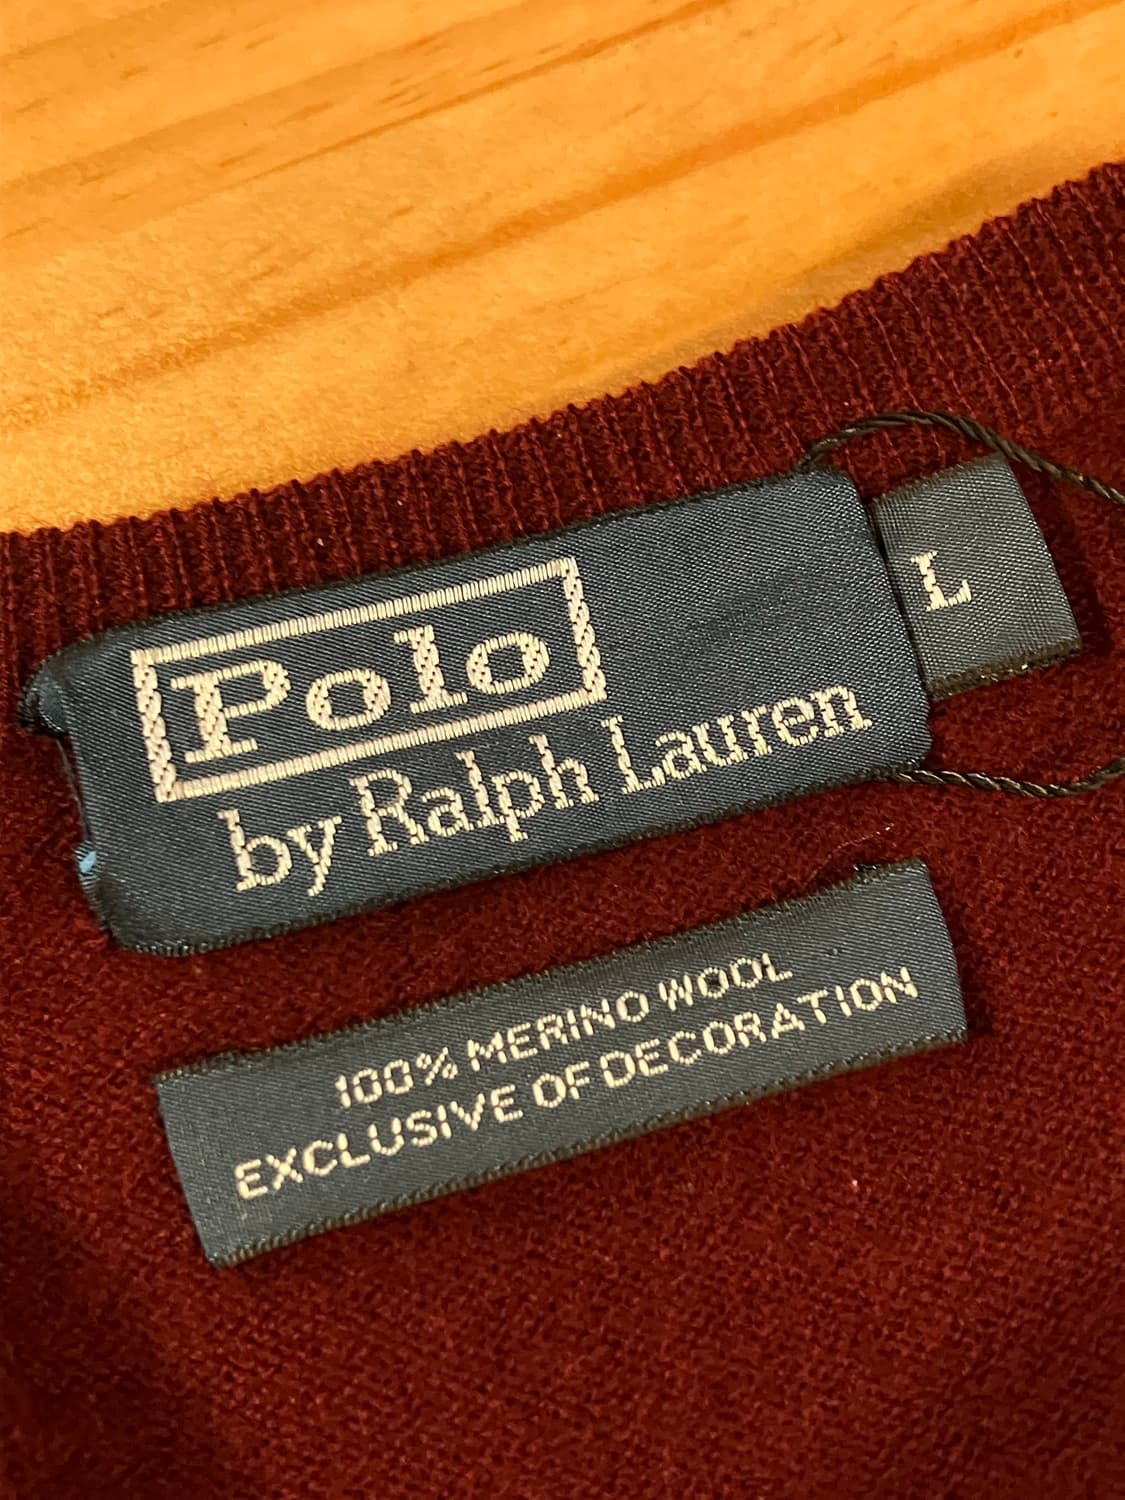 Polo
by Ralph Lauren
L
100% MERINO WOOL
EXCLUSIVE OF DECORATION